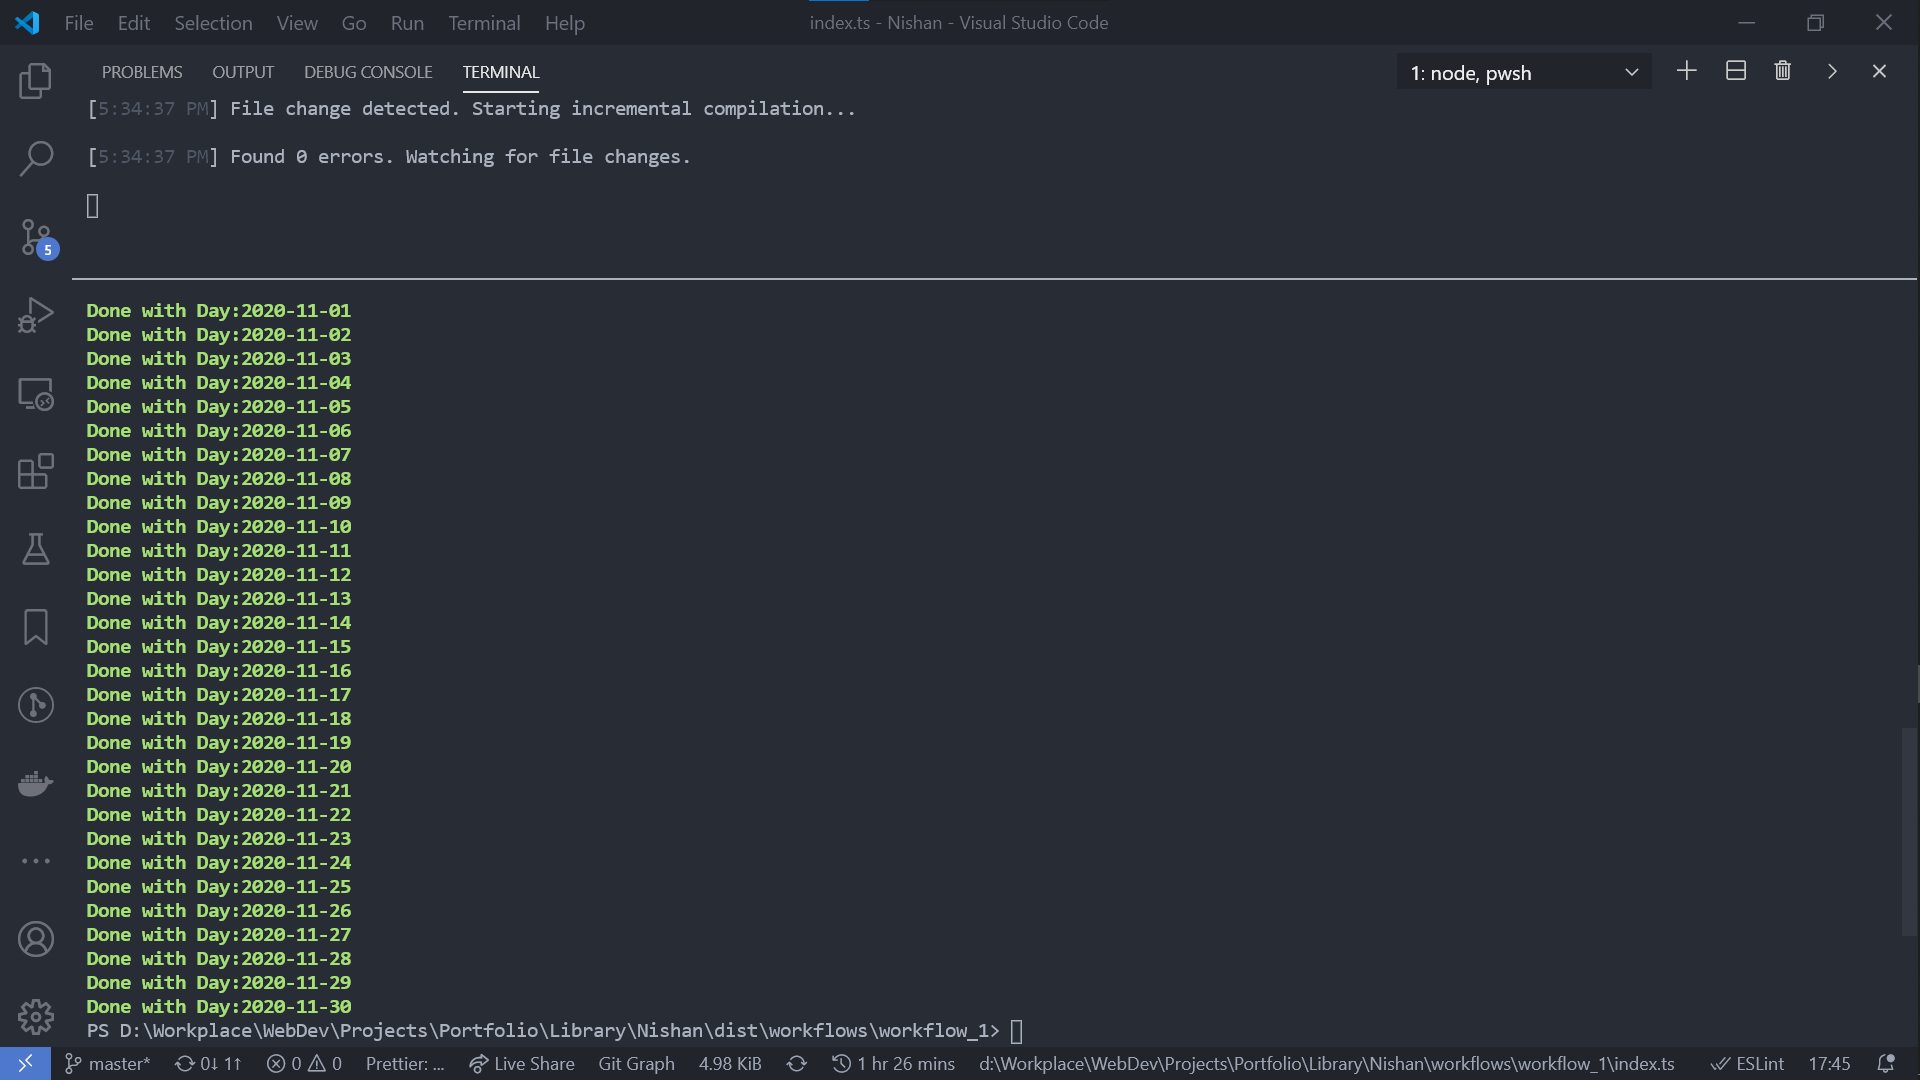 File Edit Selection View Go Run Terminal Help index.ts - Nishan - Visual Studio Code
PROBLEMS OUTPUT DEBUG CONSOLE TERMINAL 1: node, pwsh
[5:34:37 PM] File change detected. Starting incremental compilation...
[5:34:37 PM] Found 0 errors. Watching for file changes.
5
Done with Day:2020-11-01
Done with Day:2020-11-02
Done with Day:2020-11-03
Done with Day:2020-11-04
Done with Day:2020-11-05
Done with Day:2020-11-06
Done with Day:2020-11-07
Done with Day:2020-11-08
Done with Day:2020-11-09
Done with Day:2020-11-10
Done with Day:2020-11-11
Done with Day:2020-11-12
Done with Day:2020-11-13
Done with Day:2020-11-14
Done with Day:2020-11-15
Done with Day:2020-11-16
Done with Day:2020-11-17
Done with Day:2020-11-18
Done with Day:2020-11-19
Done with Day:2020-11-20
Done with Day:2020-11-21
Done with Day:2020-11-22
Done with Day:2020-11-23
Done with Day:2020-11-24
Done with Day:2020-11-25
Done with Day:2020-11-26
Done with Day:2020-11-27
Done with Day:2020-11-28
Done with Day:2020-11-29
Done with Day:2020-11-30
PS D:\Workplace\WebDev\Projects\Portfolio\Library\Nishan\dist\workflows\workflow_1>
master* 0↓ 1↑ 0 0 Prettier: ... Live Share Git Graph 4.98 KiB 1 hr 26 mins d:\Workplace\WebDev\Projects\Portfolio\Library\Nishan\workflows\workflow_1\index.ts ESLint 17:45